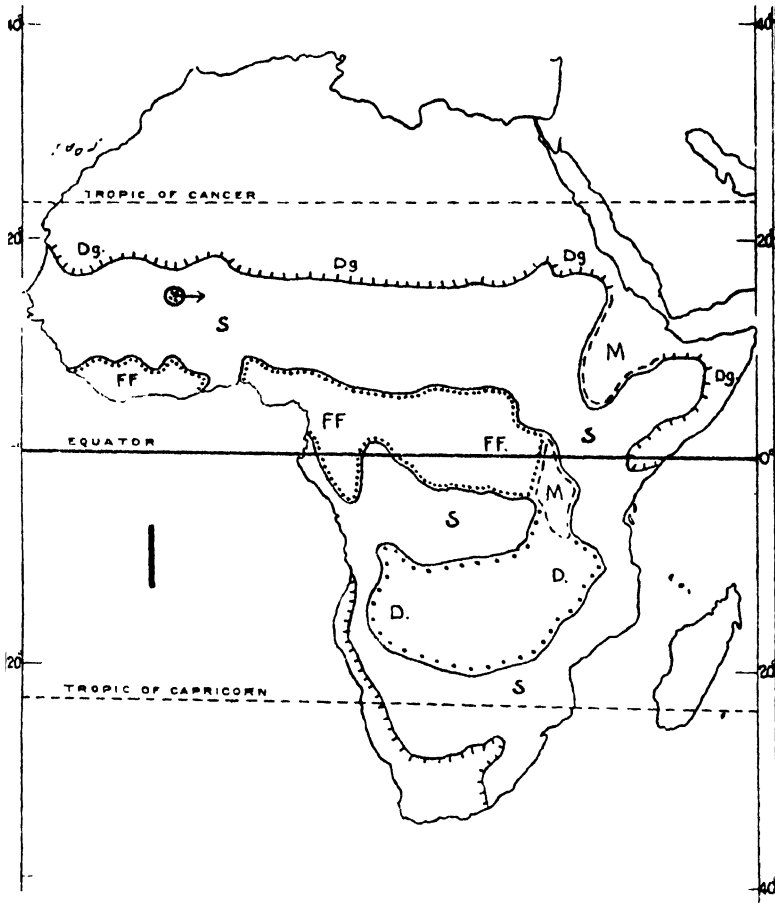 40° 40°
TROPIC OF CANCER
20° Dg. Dg Dg 20°
S
M
FF Dg.
FF S
EQUATOR FF. 0°
M
S
D.
D.
20° 20°
S
TROPIC OF CAPRICORN
40°